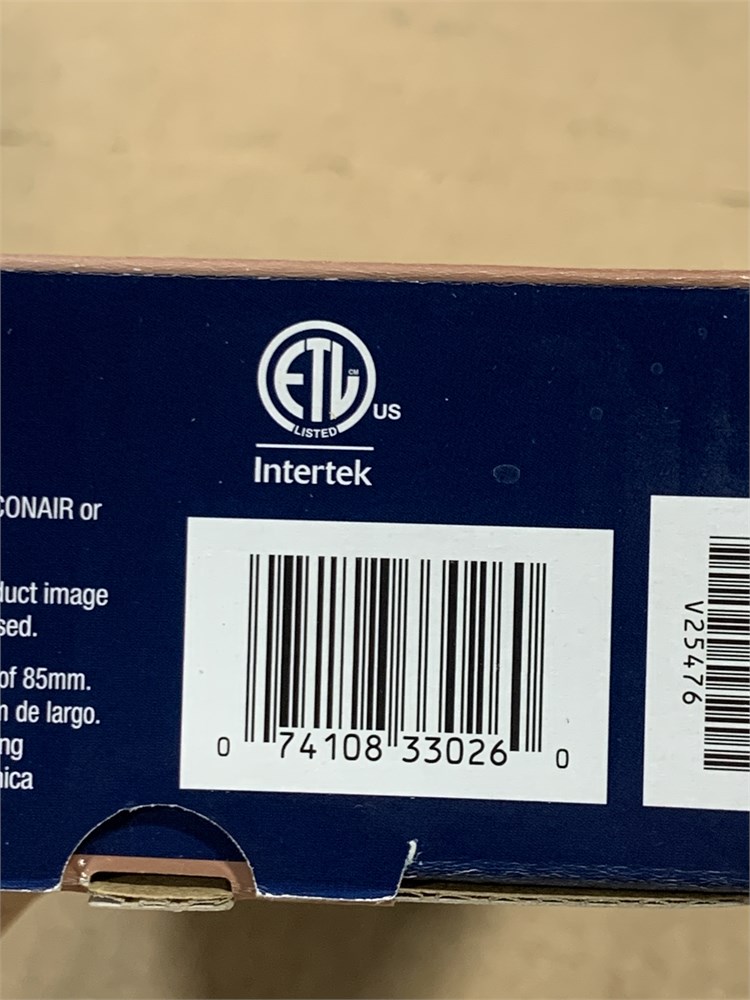 ETL
CM
LISTED
US
Intertek
CONAIR or
duct image
sed.
of 85mm.
n de largo.
ng
nica
0 74108 33026 0
V25476